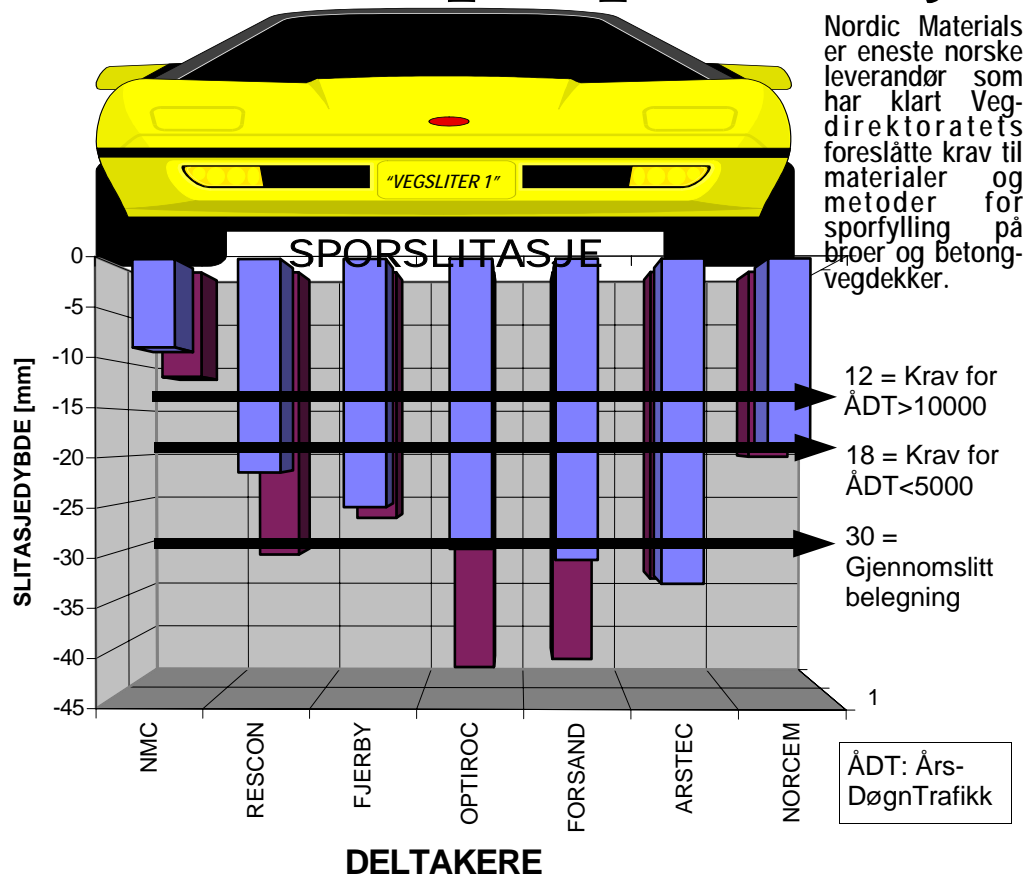 Nordic Materials
er eneste norske
leverandør som
har klart Veg-
direktoratets
foreslåtte krav til
materialer og
metoder for
sporfylling på
broer og betong-
vegdekker.
“VEGSLITER 1”
SPORSLITASJE
SLITASJEDYBDE [mm]
0
-5
-10
-15
-20
-25
-30
-35
-40
-45
12 = Krav for
ÅDT>10000
18 = Krav for
ÅDT<5000
30 =
Gjennomslitt
belegning
1
NMC
RESCON
FJERBY
OPTIROC
FORSAND
ARSTEC
NORCEM
ÅDT: Års-
DøgnTrafikk
DELTAKERE